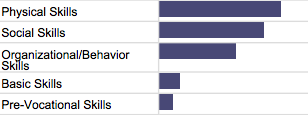 Physical Skills
Social Skills
Organizational/Behavior
Skills
Basic Skills
Pre-Vocational Skills